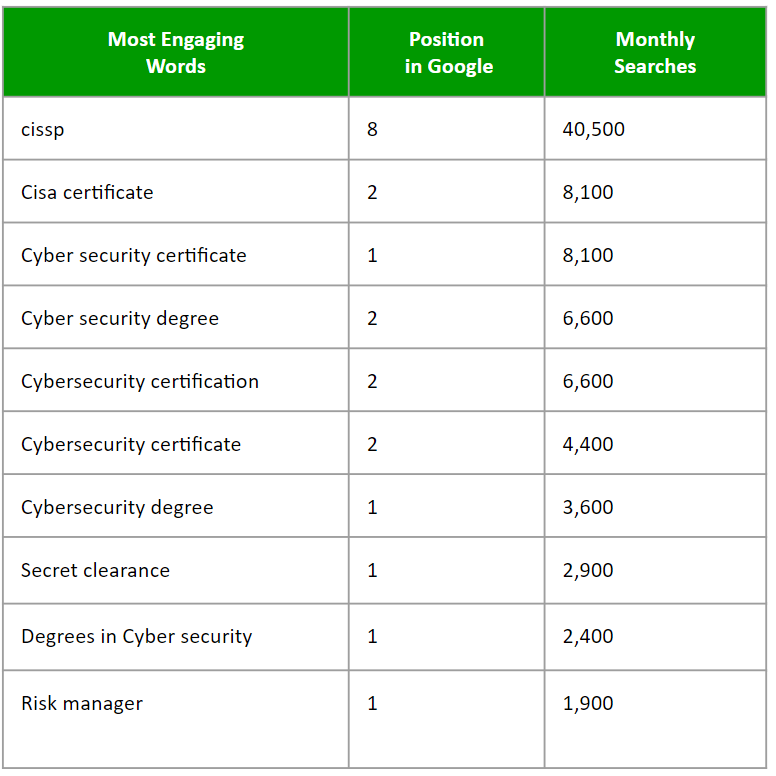 Most Engaging Words Position in Google Monthly Searches
cissp 8 40,500
Cisa certificate 2 8,100
Cyber security certificate 1 8,100
Cyber security degree 2 6,600
Cybersecurity certification 2 6,600
Cybersecurity certificate 2 4,400
Cybersecurity degree 1 3,600
Secret clearance 1 2,900
Degrees in Cyber security 1 2,400
Risk manager 1 1,900